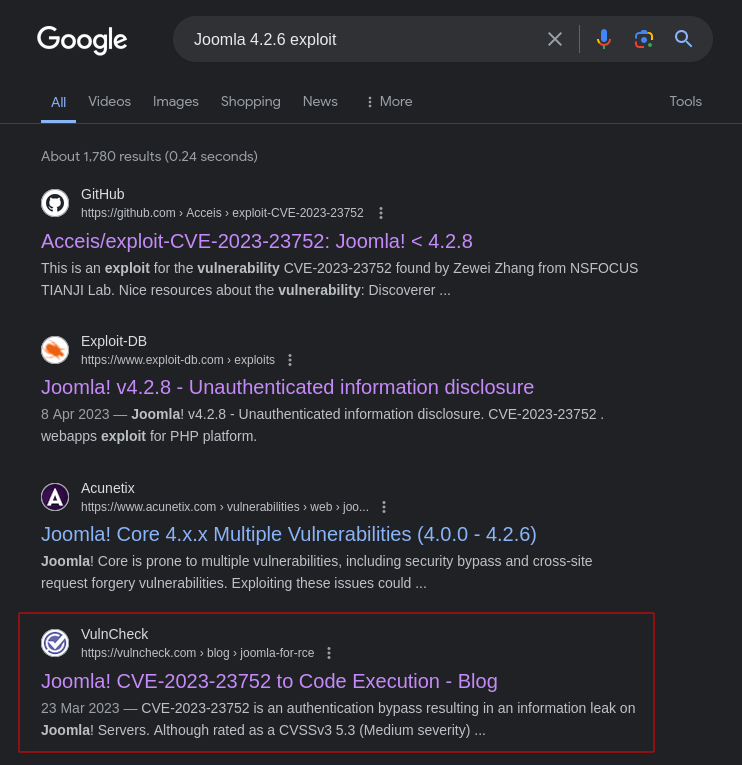 Google
Joomla 4.2.6 exploit
All Videos Images Shopping News More Tools
About 1,780 results (0.24 seconds)
GitHub
https://github.com › Acceis › exploit-CVE-2023-23752
Acceis/exploit-CVE-2023-23752: Joomla! < 4.2.8
This is an exploit for the vulnerability CVE-2023-23752 found by Zewei Zhang from NSFOCUS
TIANJI Lab. Nice resources about the vulnerability: Discoverer ...
Exploit-DB
https://www.exploit-db.com › exploits
Joomla! v4.2.8 - Unauthenticated information disclosure
8 Apr 2023 — Joomla! v4.2.8 - Unauthenticated information disclosure. CVE-2023-23752 .
webapps exploit for PHP platform.
Acunetix
https://www.acunetix.com › vulnerabilities › web › joo...
Joomla! Core 4.x.x Multiple Vulnerabilities (4.0.0 - 4.2.6)
Joomla! Core is prone to multiple vulnerabilities, including security bypass and cross-site
request forgery vulnerabilities. Exploiting these issues could ...
VulnCheck
https://vulncheck.com › blog › joomla-for-rce
Joomla! CVE-2023-23752 to Code Execution - Blog
23 Mar 2023 — CVE-2023-23752 is an authentication bypass resulting in an information leak on
Joomla! Servers. Although rated as a CVSSv3 5.3 (Medium severity) ...